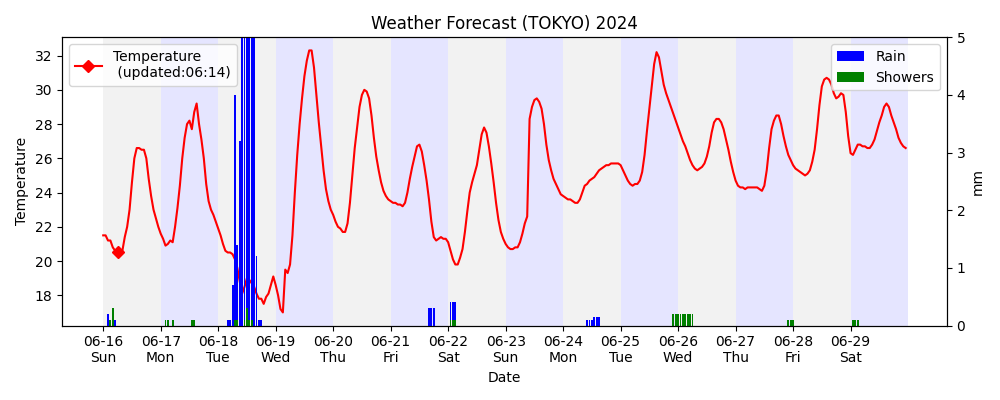 Weather Forecast (TOKYO) 2024
Temperature
(updated:06:14)
Rain
Showers
Temperature
32
30
28
26
24
22
20
18
5
4
3
2
1
0
mm
06-16 06-17 06-18 06-19 06-20 06-21 06-22 06-23 06-24 06-25 06-26 06-27 06-28 06-29
Sun Mon Tue Wed Thu Fri Sat Sun Mon Tue Wed Thu Fri Sat
Date